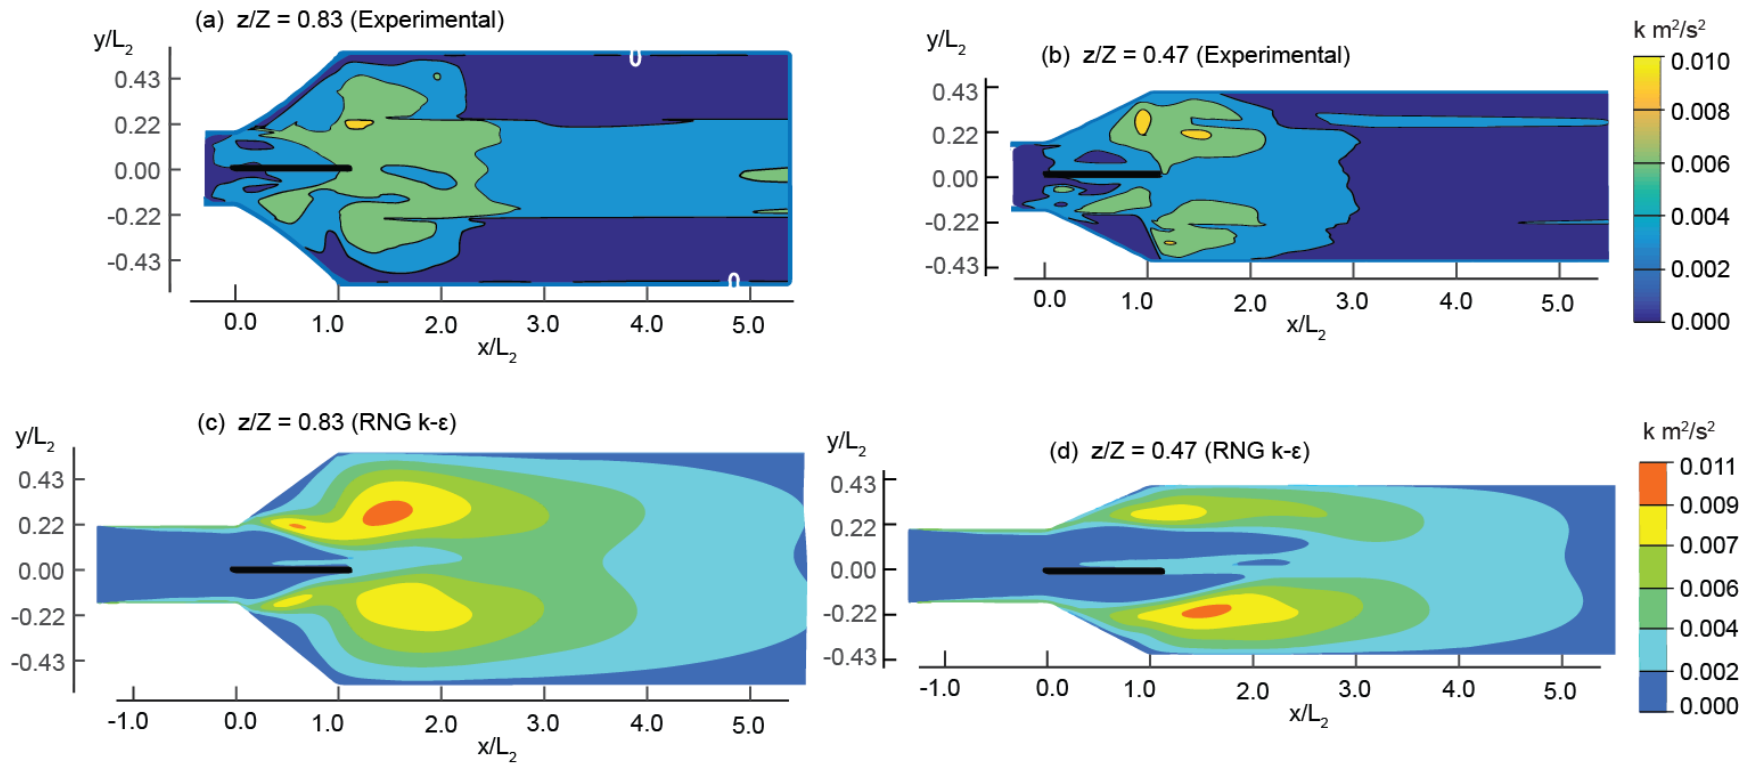 (a) z/Z = 0.83 (Experimental)
y/L₂
0.43
0.22
0.00
-0.22
-0.43
0
0
0.0 1.0 2.0 3.0 4.0 5.0
x/L₂
(b) z/Z = 0.47 (Experimental)
y/L₂
0.43
0.22
0.00
-0.22
-0.43
0.0 1.0 2.0 3.0 4.0 5.0
x/L₂
k m²/s²
0.010
0.008
0.006
0.004
0.002
0.000
(c) z/Z = 0.83 (RNG k-ε)
y/L₂
0.43
0.22
0.00
-0.22
-0.43
-1.0 0.0 1.0 2.0 3.0 4.0 5.0
x/L₂
(d) z/Z = 0.47 (RNG k-ε)
y/L₂
0.43
0.22
0.00
-0.22
-0.43
-1.0 0.0 1.0 2.0 3.0 4.0 5.0
x/L₂
k m²/s²
0.011
0.009
0.007
0.006
0.004
0.002
0.000